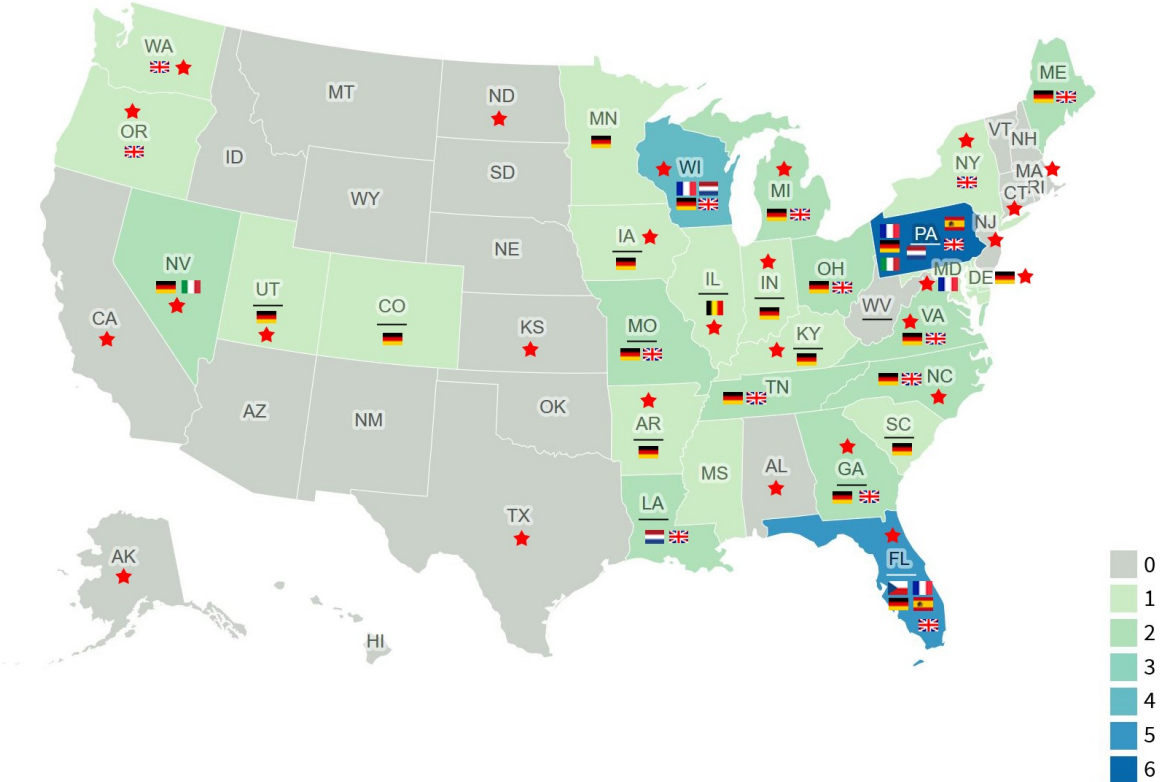 WA
ME
MT
ND
MN
VT
OR
NH
NY
ID
WI
MA
SD
MI
RI
CT
WY
NJ
PA
IA
NE
NV
OH
MD
DE
UT
IL
IN
CO
WV
VA
CA
KS
MO
KY
NC
TN
AZ
OK
NM
AR
SC
MS
AL
GA
LA
TX
AK
FL
HI
0
1
2
3
4
5
6